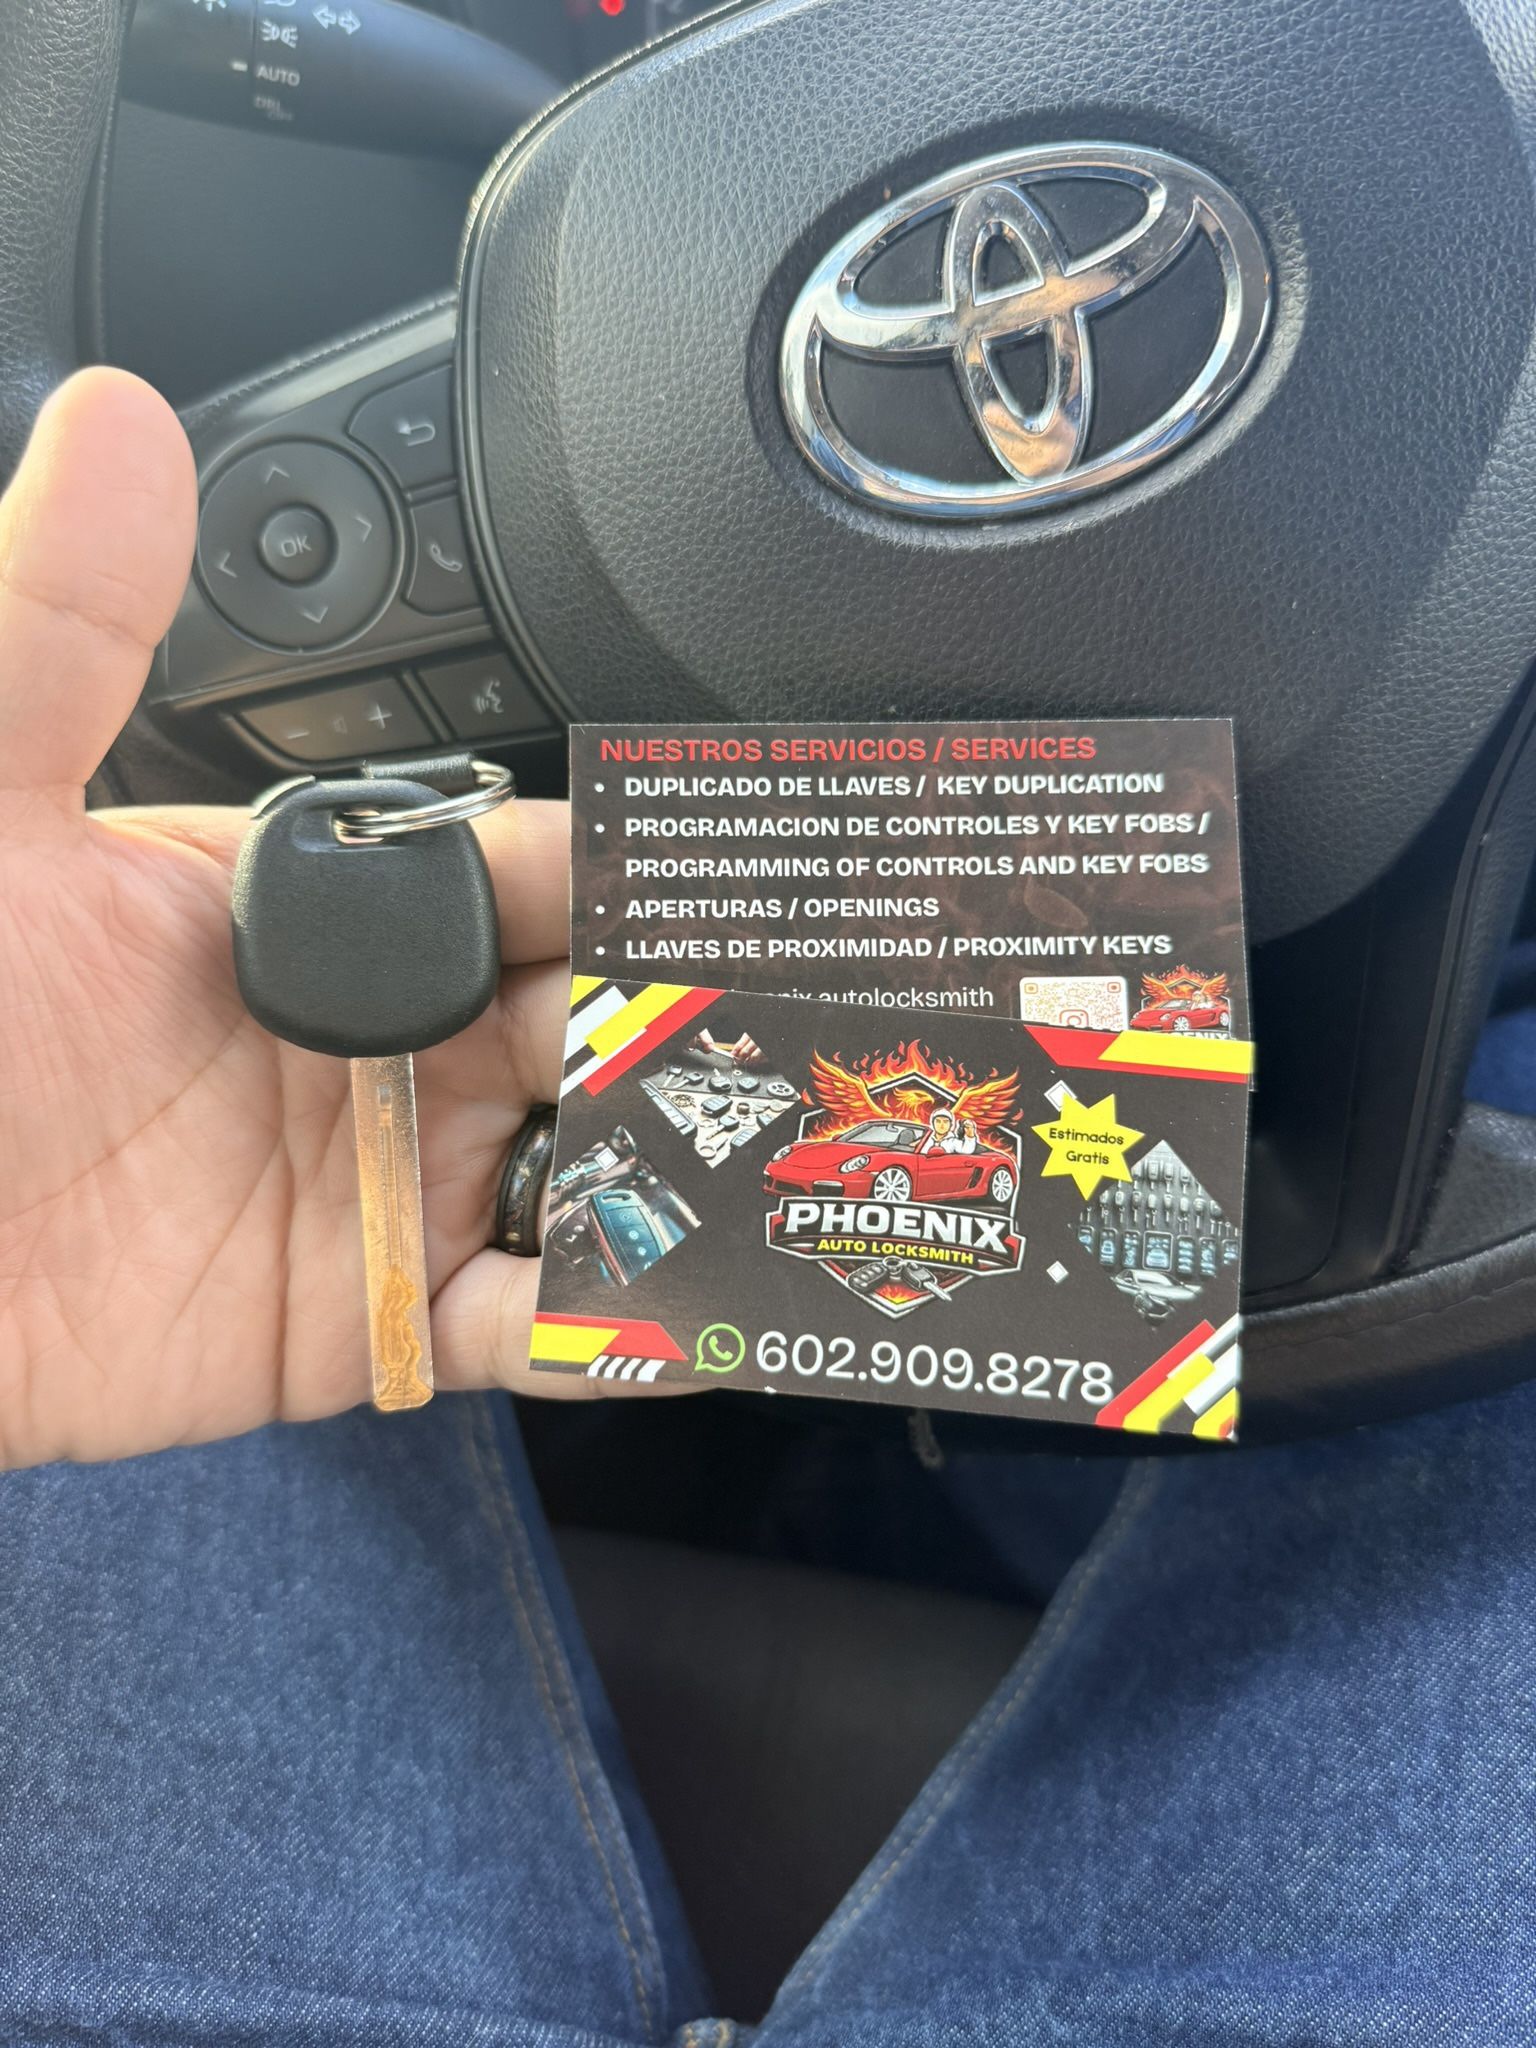 AUTO
OK
- +
NUESTROS SERVICIOS / SERVICES
• DUPLICADO DE LLAVES / KEY DUPLICATION
• PROGRAMACION DE CONTROLES Y KEY FOBS /
PROGRAMMING OF CONTROLS AND KEY FOBS
• APERTURAS / OPENINGS
• LLAVES DE PROXIMIDAD / PROXIMITY KEYS
autolocksmith
Estimados
Gratis
PHOENIX
AUTO LOCKSMITH
602.909.8278